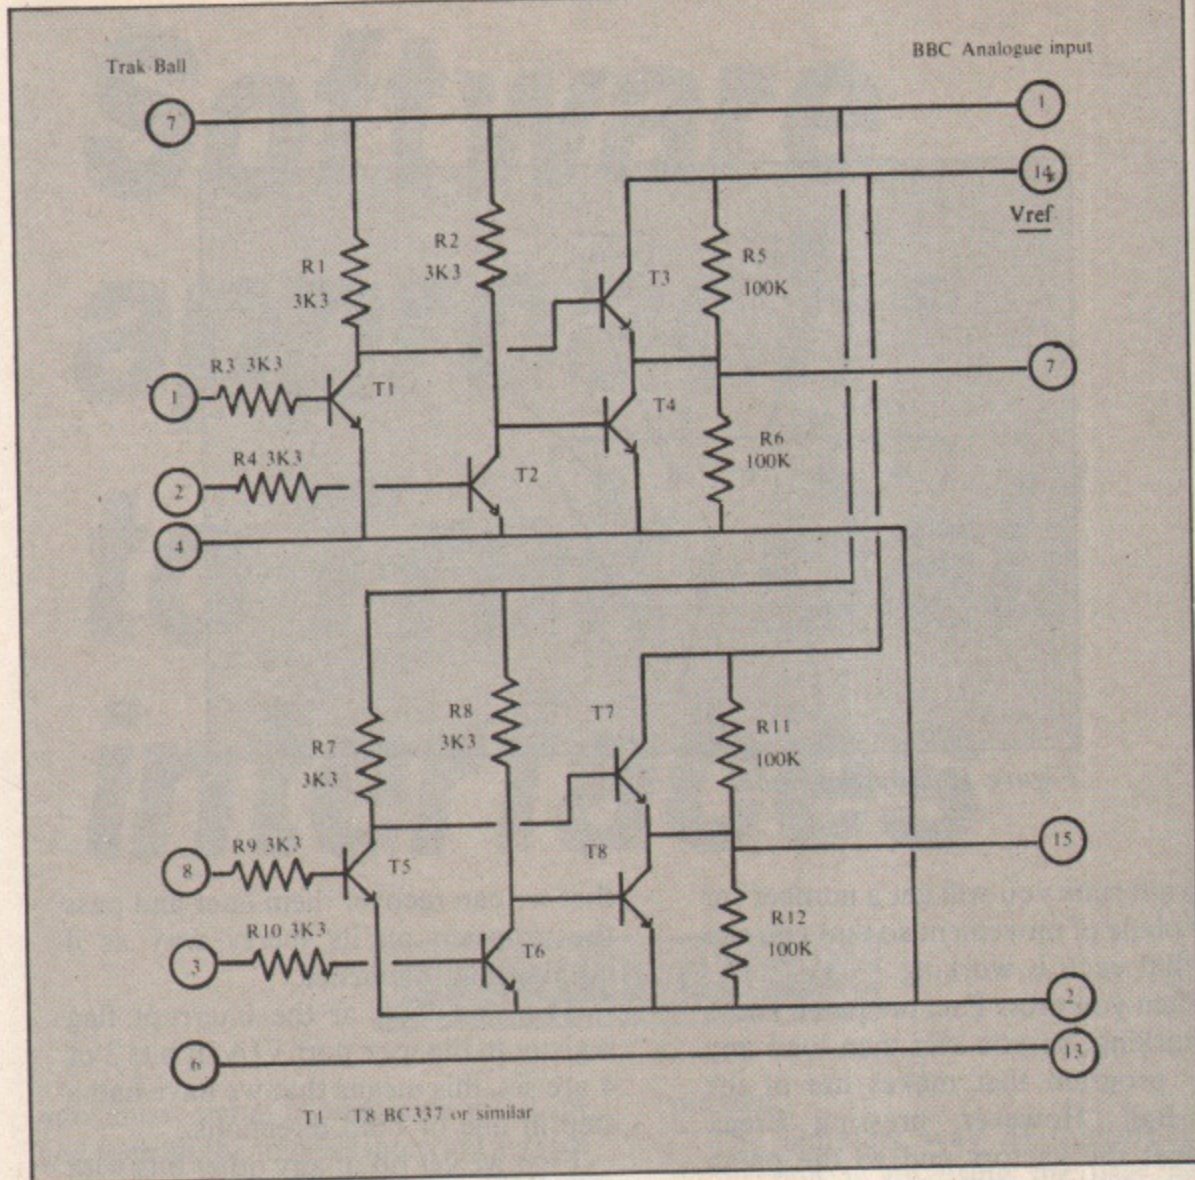 Trak Ball
BBC Analogue input
7
1
14
Vref
R1
3K3
R2
3K3
T3
R5
100K
R3 3K3
1
T1
7
T4
R4 3K3
2
T2
R6
100K
4
R7
3K3
R8
3K3
T7
R11
100K
R9 3K3
8
T5
T8
15
R10 3K3
3
T6
R12
100K
2
6
13
T1 - T8 BC337 or similar